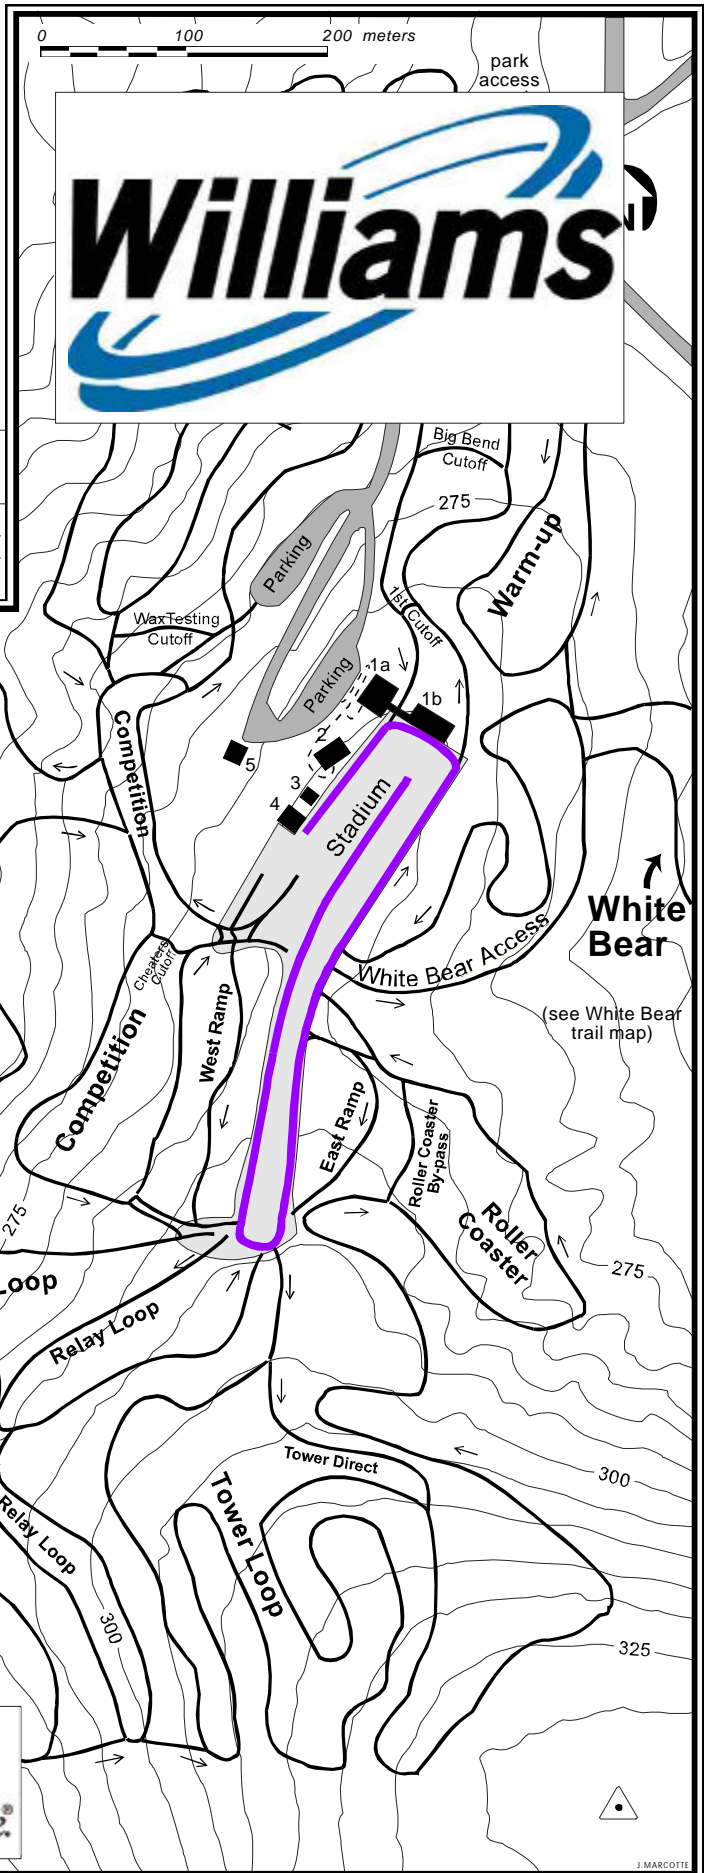 0 100 200 meters
park
access
Williams
N
Big Bend
Cutoff
275
Warm-up
Parking
1st Cutoff
WaxTesting
Cutoff
Parking
1a
1b
2
5
3
4
Stadium
Competition
White
Bear
White Bear Access
Cheaters
Cutoff
(see White Bear
trail map)
West Ramp
Competition
East Ramp
Roller Coaster
By-pass
Roller
Coaster
275
275
Loop
Relay Loop
Tower Direct
300
Tower Loop
Relay Loop
300
325
J.MARCOTTE